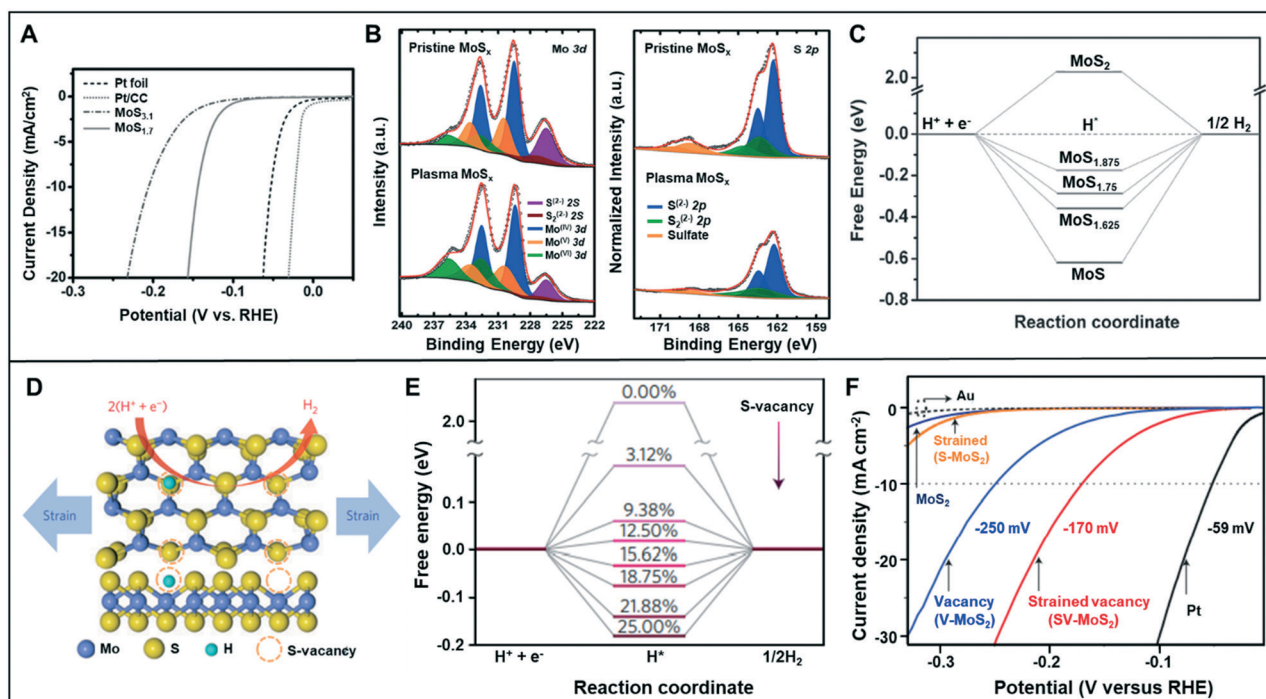 A
Pt foil
Pt/CC
MoS3.1
MoS1.7
Current Density (mA/cm2)
0
-5
-10
-15
-20
-0.3
-0.2
-0.1
0.0
Potential (V vs. RHE)
B
Pristine MoSx
Mo 3d
Plasma MoSx
S(2-) 2S
S2(2-) 2S
Mo(IV) 3d
Mo(V) 3d
Mo(VI) 3d
Intensity (a.u.)
240 237 234 231 228 225 222
Binding Energy (eV)
Pristine MoSx
S 2p
Plasma MoSx
S(2-) 2p
S2(2-) 2p
Sulfate
Normalized Intensity (a.u.)
171 168 165 162 159
Binding Energy (eV)
C
MoS2
H+ + e-
H*
1/2 H2
MoS1.875
MoS1.75
MoS1.625
MoS
Free Energy (eV)
2.0
0.0
-0.2
-0.4
-0.6
-0.8
Reaction coordinate
D
2(H+ + e-)
H2
Strain
Strain
Mo
S
H
S-vacancy
E
0.00%
S-vacancy
3.12%
9.38%
12.50%
15.62%
18.75%
21.88%
25.00%
Free energy (eV)
2.0
0.1
0.0
-0.1
-0.2
H+ + e-
H*
1/2H2
Reaction coordinate
F
Au
Strained
(S-MoS2)
MoS2
-250 mV
-170 mV
-59 mV
Vacancy
(V-MoS2)
Strained vacancy
(SV-MoS2)
Pt
Current density (mA cm-2)
0
-10
-20
-30
-0.3
-0.2
-0.1
Potential (V versus RHE)